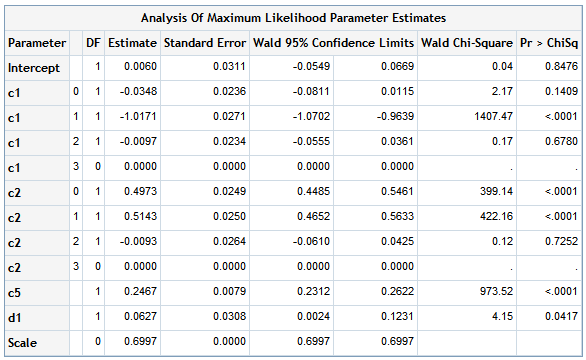 Analysis Of Maximum Likelihood Parameter Estimates
Parameter DF Estimate Standard Error Wald 95% Confidence Limits Wald Chi-Square Pr > ChiSq
Intercept 1 0.0060 0.0311 -0.0549 0.0669 0.04 0.8476
c1 0 1 -0.0348 0.0236 -0.0811 0.0115 2.17 0.1409
c1 1 1 -1.0171 0.0271 -1.0702 -0.9639 1407.47 <.0001
c1 2 1 -0.0097 0.0234 -0.0555 0.0361 0.17 0.6780
c1 3 0 0.0000 0.0000 0.0000 0.0000 . .
c2 0 1 0.4973 0.0249 0.4485 0.5461 399.14 <.0001
c2 1 1 0.5143 0.0250 0.4652 0.5633 422.16 <.0001
c2 2 1 -0.0093 0.0264 -0.0610 0.0425 0.12 0.7252
c2 3 0 0.0000 0.0000 0.0000 0.0000 . .
c5 1 0.2467 0.0079 0.2312 0.2622 973.52 <.0001
d1 1 0.0627 0.0308 0.0024 0.1231 4.15 0.0417
Scale 0 0.6997 0.0000 0.6997 0.6997